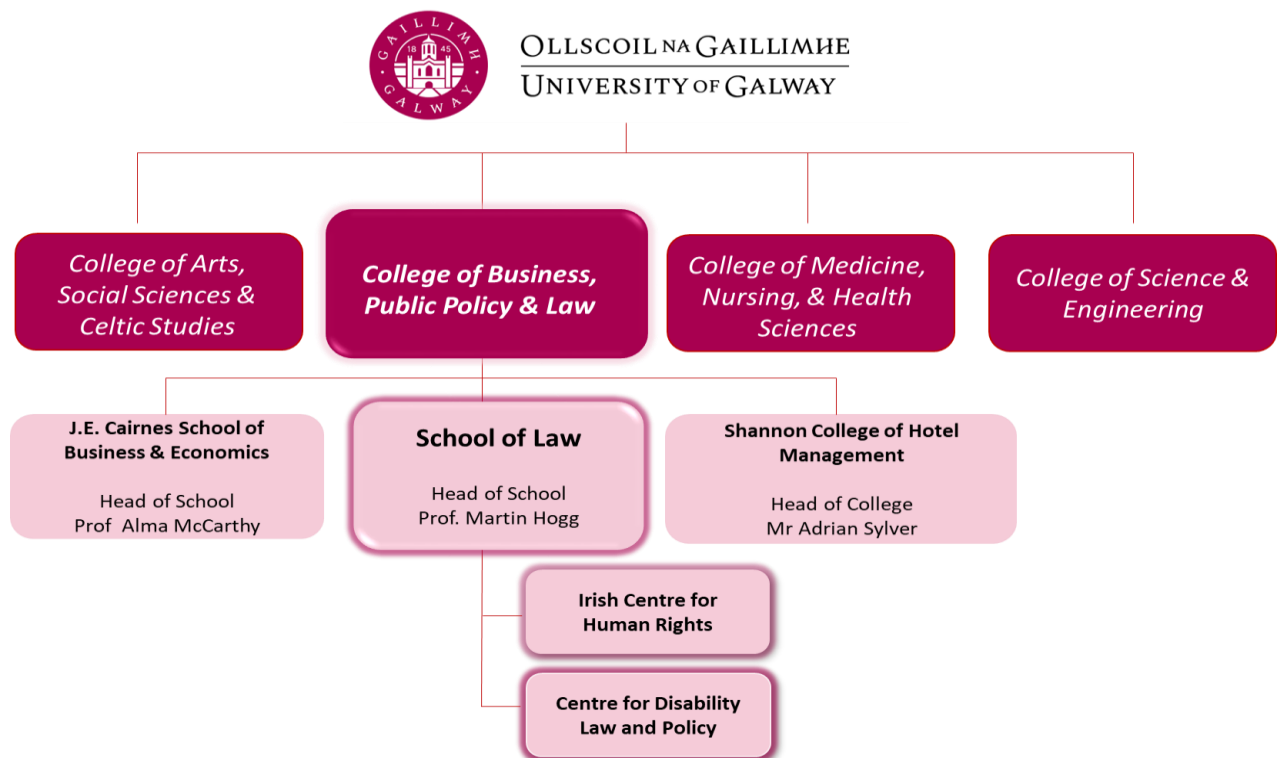 GAILLIMH
18 45
GALWAY
OLLSCOIL NA GAILLIMHE
UNIVERSITY OF GALWAY
College of Arts,
Social Sciences &
Celtic Studies
College of Business,
Public Policy & Law
College of Medicine,
Nursing, & Health
Sciences
College of Science &
Engineering
J.E. Cairnes School of
Business & Economics
Head of School
Prof Alma McCarthy
School of Law
Head of School
Prof. Martin Hogg
Shannon College of Hotel
Management
Head of College
Mr Adrian Sylver
Irish Centre for
Human Rights
Centre for Disability
Law and Policy